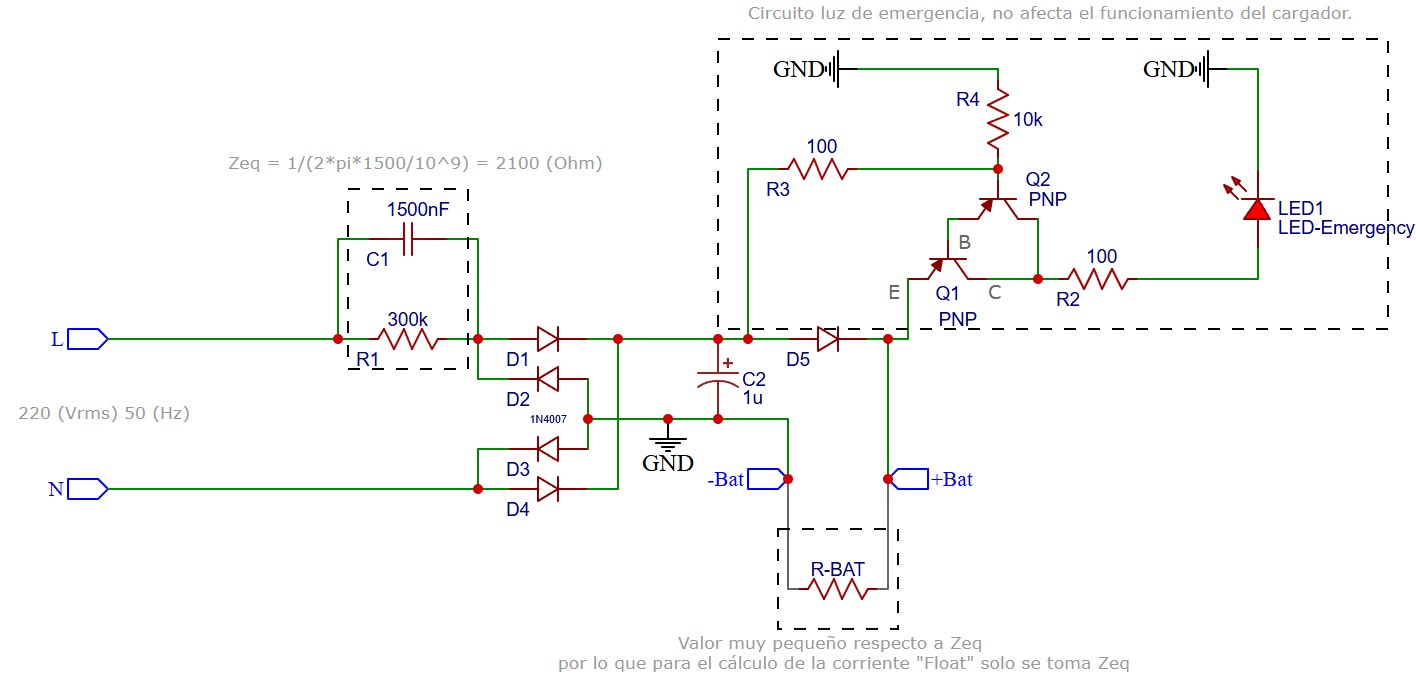 Circuito luz de emergencia, no afecta el funcionamiento del cargador.
GND
GND
R4
10k
100
R3
Q2
PNP
LED1
LED-Emergency
B
100
E
Q1
C
R2
PNP
Zeq = 1/(2*pi*1500/10^9) = 2100 (Ohm)
1500nF
C1
300k
L
R1
D1
D5
+
C2
1u
D2
220 (Vrms) 50 (Hz)
1N4007
GND
D3
N
D4
-Bat
+Bat
R-BAT
Valor muy pequeño respecto a Zeq
por lo que para el cálculo de la corriente "Float" solo se toma Zeq